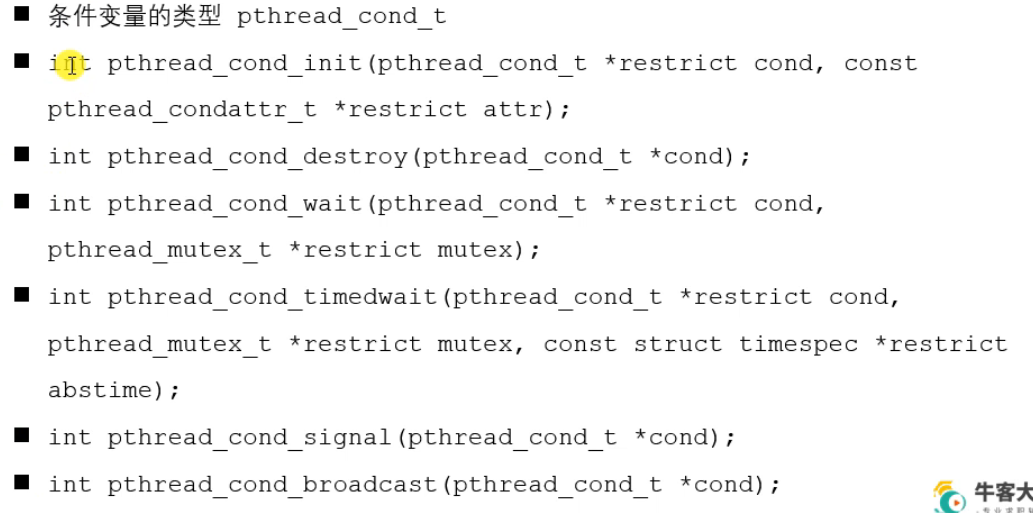 ■ 条件变量的类型 pthread_cond_t
■ int pthread_cond_init(pthread_cond_t *restrict cond, const
pthread_condattr_t *restrict attr);
■ int pthread_cond_destroy(pthread_cond_t *cond);
■ int pthread_cond_wait(pthread_cond_t *restrict cond,
pthread_mutex_t *restrict mutex);
■ int pthread_cond_timedwait(pthread_cond_t *restrict cond,
pthread_mutex_t *restrict mutex, const struct timespec *restrict
abstime);
■ int pthread_cond_signal(pthread_cond_t *cond);
■ int pthread_cond_broadcast(pthread_cond_t *cond);
牛客大